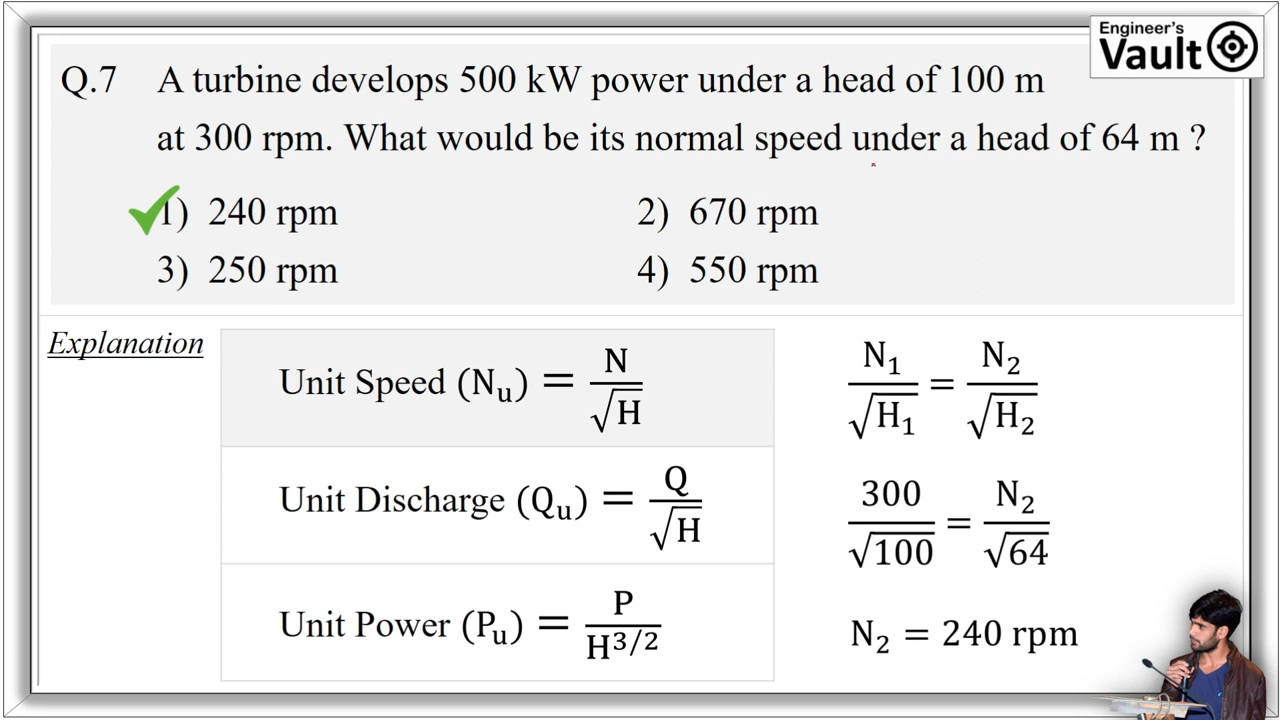 Engineer's
Vault
Q.7 A turbine develops 500 kW power under a head of 100 m
at 300 rpm. What would be its normal speed under a head of 64 m ?
1) 240 rpm 2) 670 rpm
3) 250 rpm 4) 550 rpm
Explanation
Unit Speed (Nᵤ) = N/√H
Unit Discharge (Qᵤ) = Q/√H
Unit Power (Pᵤ) = P/H^3/2
N₁/√H₁ = N₂/√H₂
300/√100 = N₂/√64
N₂ = 240 rpm